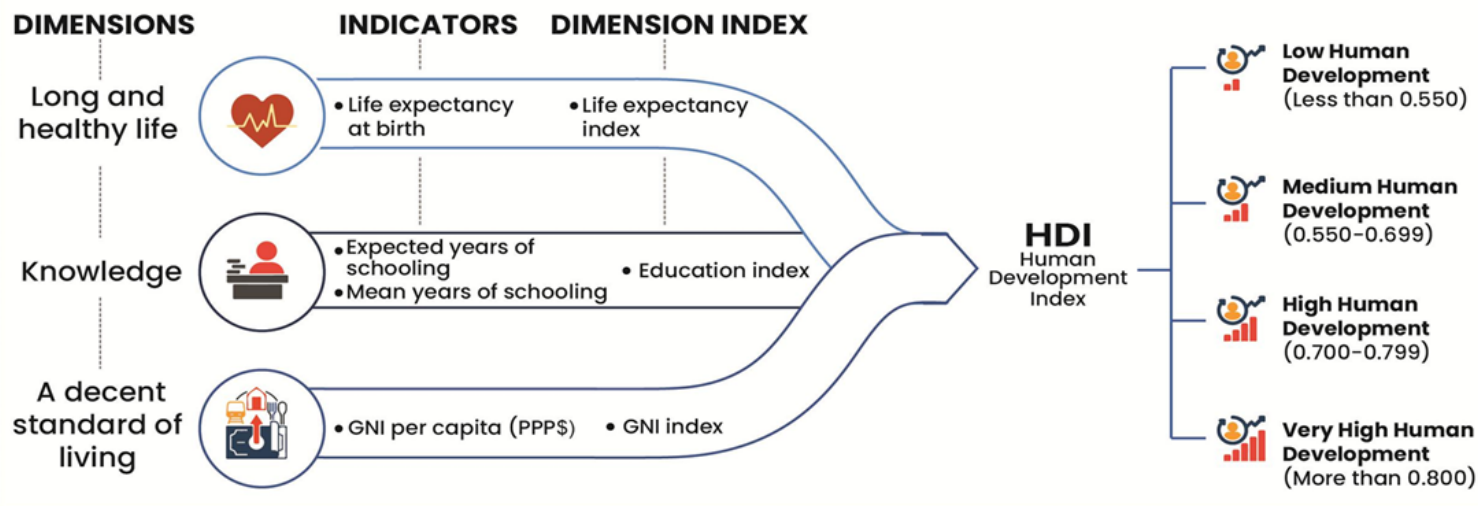 DIMENSIONS
INDICATORS
DIMENSION INDEX
Long and
healthy life
• Life expectancy
at birth
• Life expectancy
index
Knowledge
• Expected years of
schooling
• Mean years of schooling
• Education index
A decent
standard of
living
• GNI per capita (PPP$)
• GNI index
HDI
Human
Development
Index
Low Human
Development
(Less than 0.550)
Medium Human
Development
(0.550-0.699)
High Human
Development
(0.700-0.799)
Very High Human
Development
(More than 0.800)